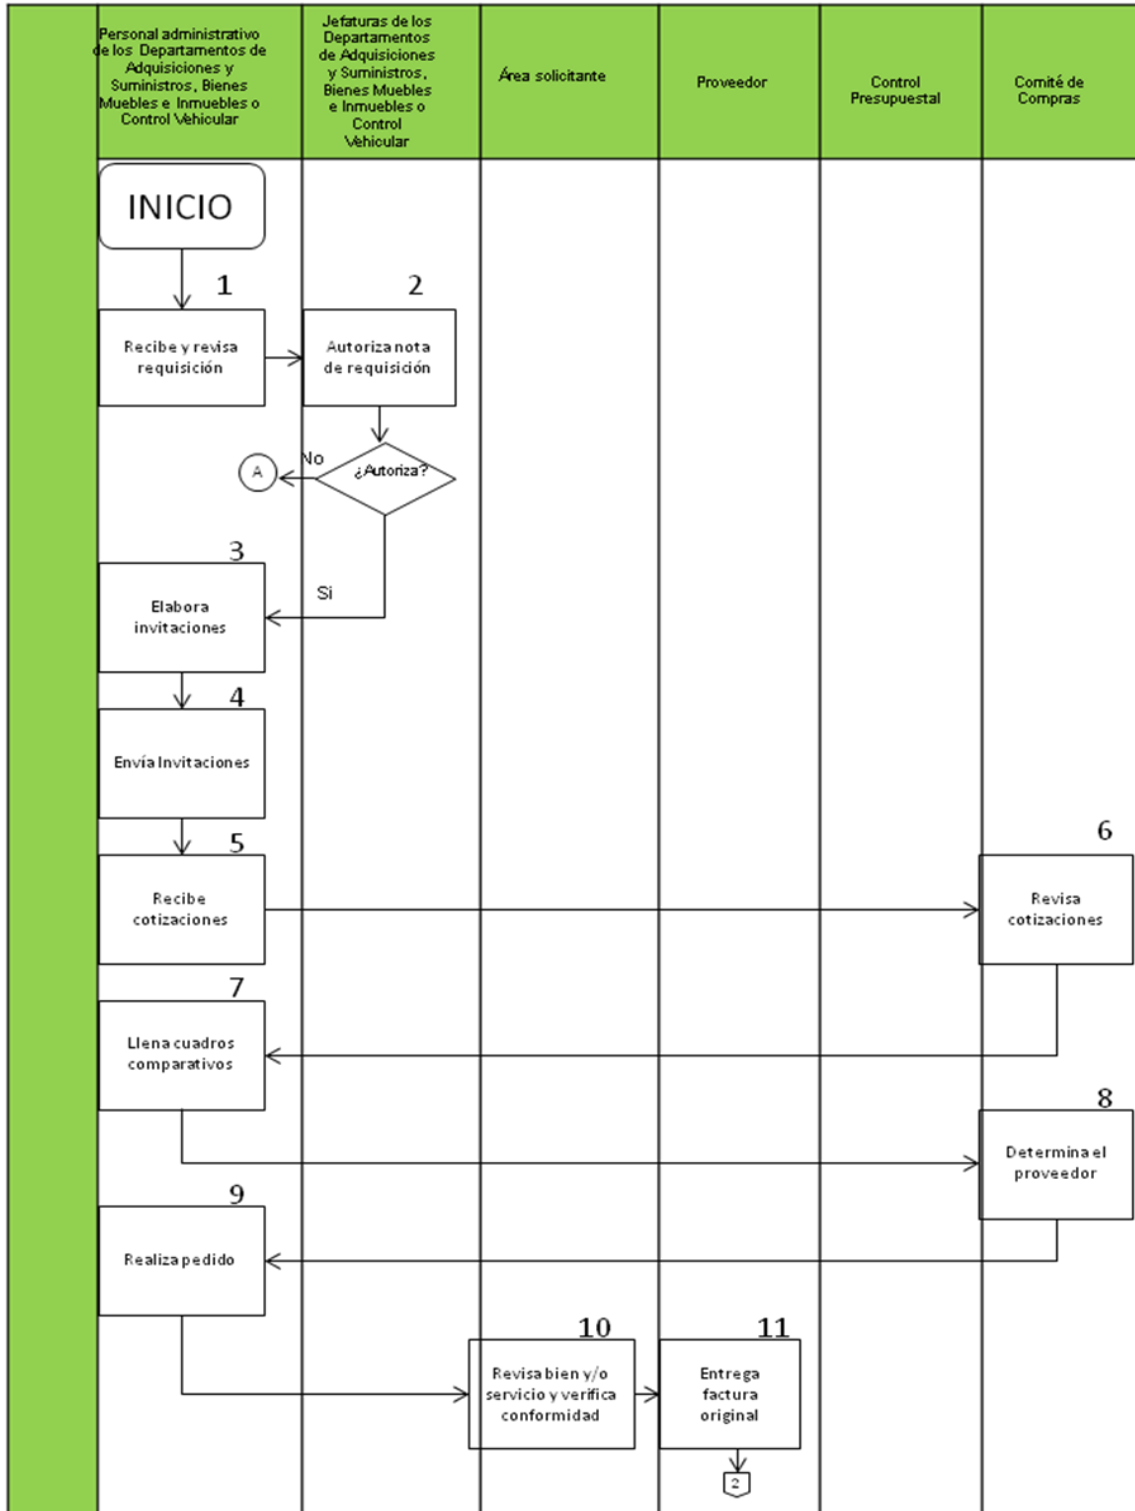 Personal administrativo
de los Departamentos de
Adquisiciones y
Suministros, Bienes
Muebles e Inmuebles o
Control Vehicular
Jefaturas de los
Departamentos
de Adquisiciones
y Suministros,
Bienes Muebles
e Inmuebles o
Control
Vehicular
Área solicitante
Proveedor
Control
Presupuestal
Comité de
Compras
INICIO
1
Recibe y revisa
requisición
2
Autoriza nota
de requisición
¿Autoriza?
No
A
Si
3
Elabora
invitaciones
4
Envía Invitaciones
5
Recibe
cotizaciones
6
Revisa
cotizaciones
7
Llena cuadros
comparativos
8
Determina el
proveedor
9
Realiza pedido
10
Revisa bien y/o
servicio y verifica
conformidad
11
Entrega
factura
original
2